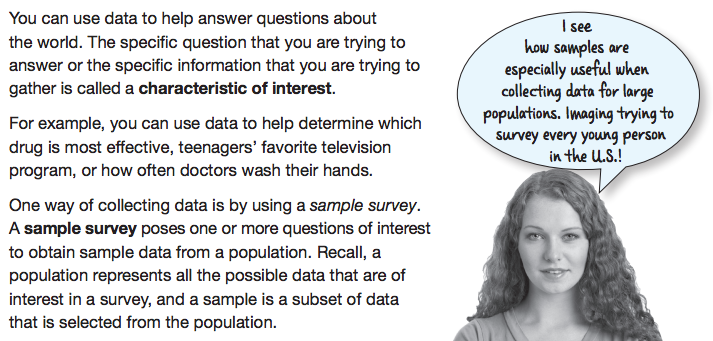 You can use data to help answer questions about
the world. The specific question that you are trying to
answer or the specific information that you are trying to
gather is called a characteristic of interest.
For example, you can use data to help determine which
drug is most effective, teenagers' favorite television
program, or how often doctors wash their hands.
One way of collecting data is by using a sample survey.
A sample survey poses one or more questions of interest
to obtain sample data from a population. Recall, a
population represents all the possible data that are of
interest in a survey, and a sample is a subset of data
that is selected from the population.
I see
how samples are
especially useful when
collecting data for large
populations. Imaging trying to
survey every young person
in the U.S.!